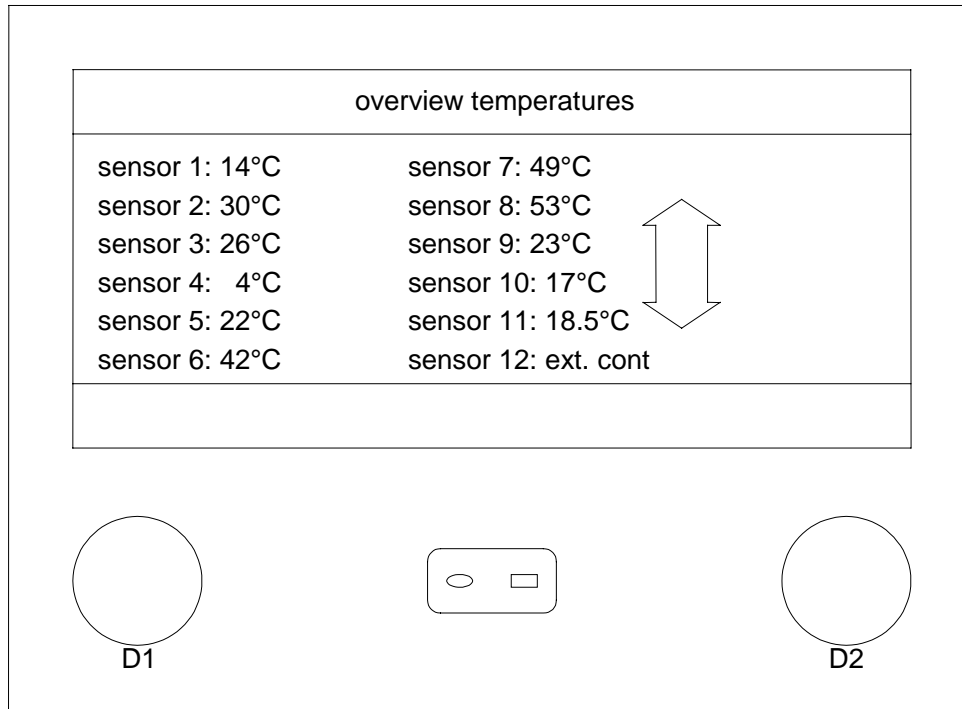 overview temperatures
sensor 1: 14°C
sensor 2: 30°C
sensor 3: 26°C
sensor 4: 4°C
sensor 5: 22°C
sensor 6: 42°C
sensor 7: 49°C
sensor 8: 53°C
sensor 9: 23°C
sensor 10: 17°C
sensor 11: 18.5°C
sensor 12: ext. cont
D1
D2